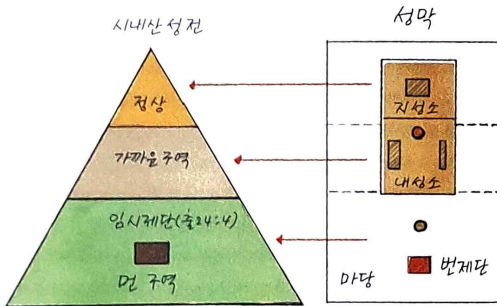 시내산 성전
정상
가까운 구역
임시제단(출24:4)
먼 구역
성막
지성소
내성소
마당
번제단